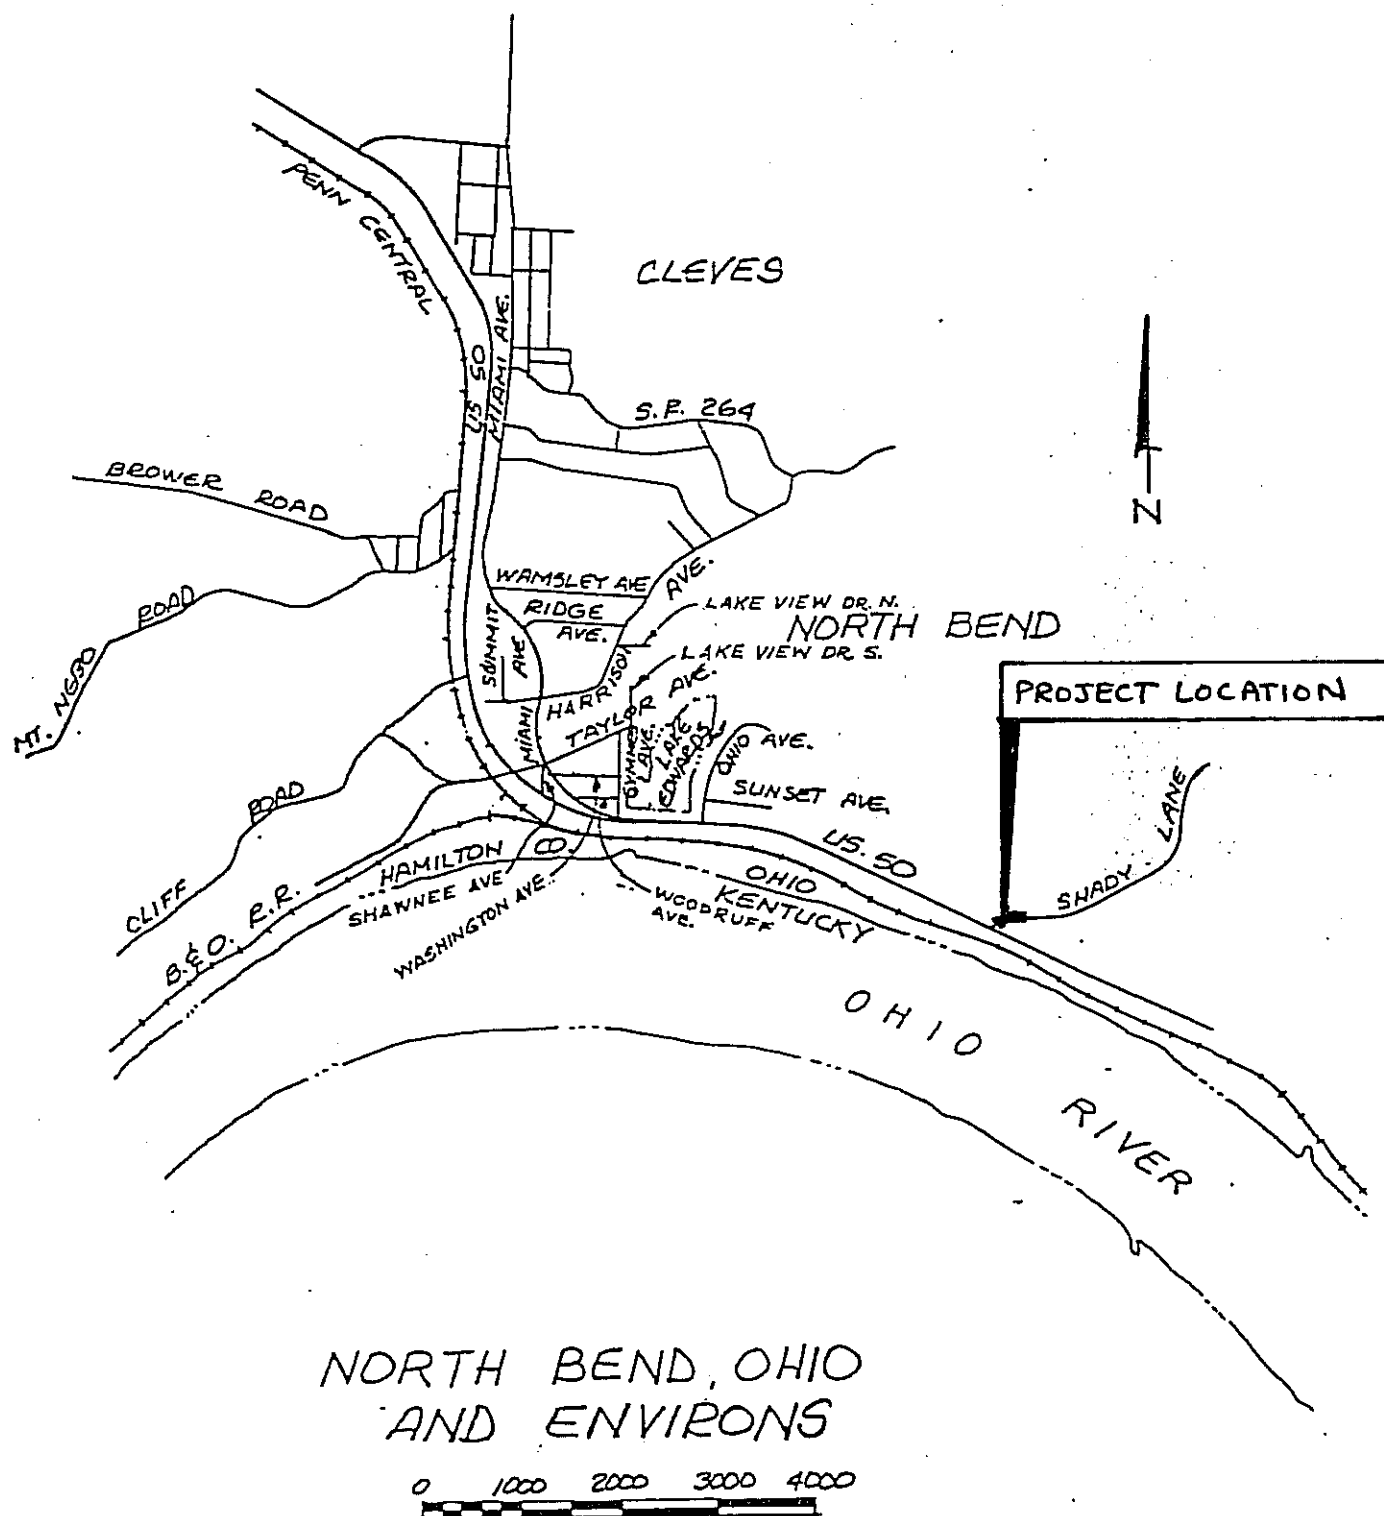 PENN CENTRAL
CLEVES
MIAMI AVE.
US 50
S.R. 264
BROWER ROAD
WAMSLEY AVE
RIDGE
AVE.
HARRISON AVE.
LAKE VIEW DR. N.
NORTH BEND
SUMMIT
AVE
LAKE VIEW DR. S.
ROAD
MT. NEBO
PROJECT LOCATION
MIAMI
TAYLOR AVE.
LAKE
EDWARDS
OHIO AVE.
SUNSET AVE.
N
CLIFF ROAD
B.&O. R.R.
HAMILTON CO.
SHAWNEE AVE
WASHINGTON AVE.
WOODRUFF
AVE.
US. 50
OHIO
KENTUCKY
SHADY LANE
OHIO
RIVER
NORTH BEND, OHIO
AND ENVIRONS
0 1000 2000 3000 4000